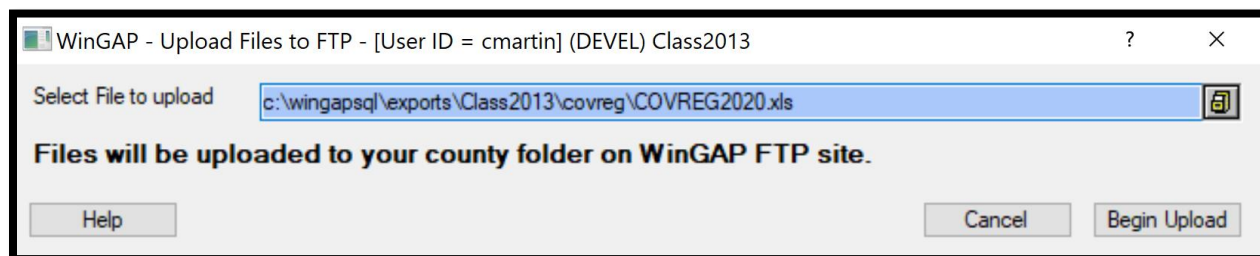 WinGAP - Upload Files to FTP - [User ID = cmartin] (DEVEL) Class2013 ? ×
Select File to upload c:\wingapsql\exports\Class2013\covreg\COVREG2020.xls
Files will be uploaded to your county folder on WinGAP FTP site.
Help Cancel Begin Upload